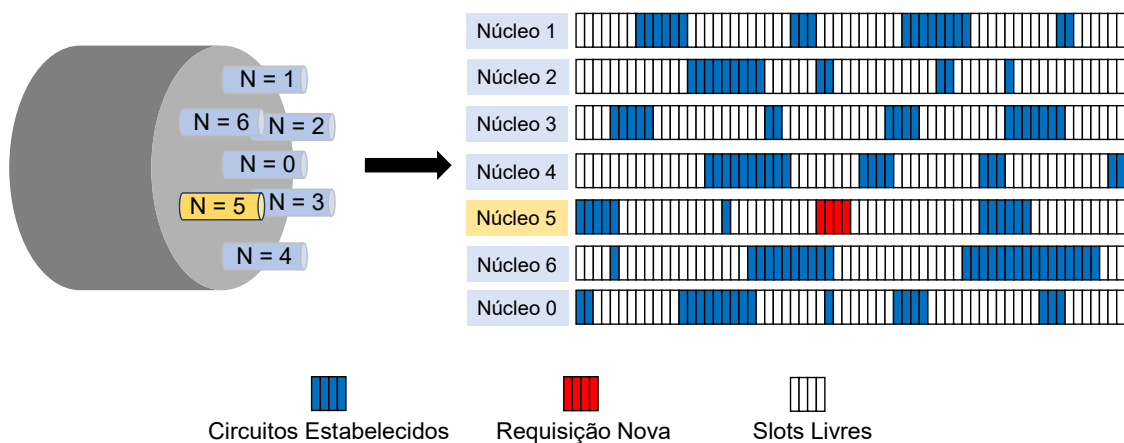 N = 1
N = 6
N = 2
N = 0
N = 5
N = 3
N = 4
Núcleo 1
Núcleo 2
Núcleo 3
Núcleo 4
Núcleo 5
Núcleo 6
Núcleo 0
Circuitos Estabelecidos
Requisição Nova
Slots Livres